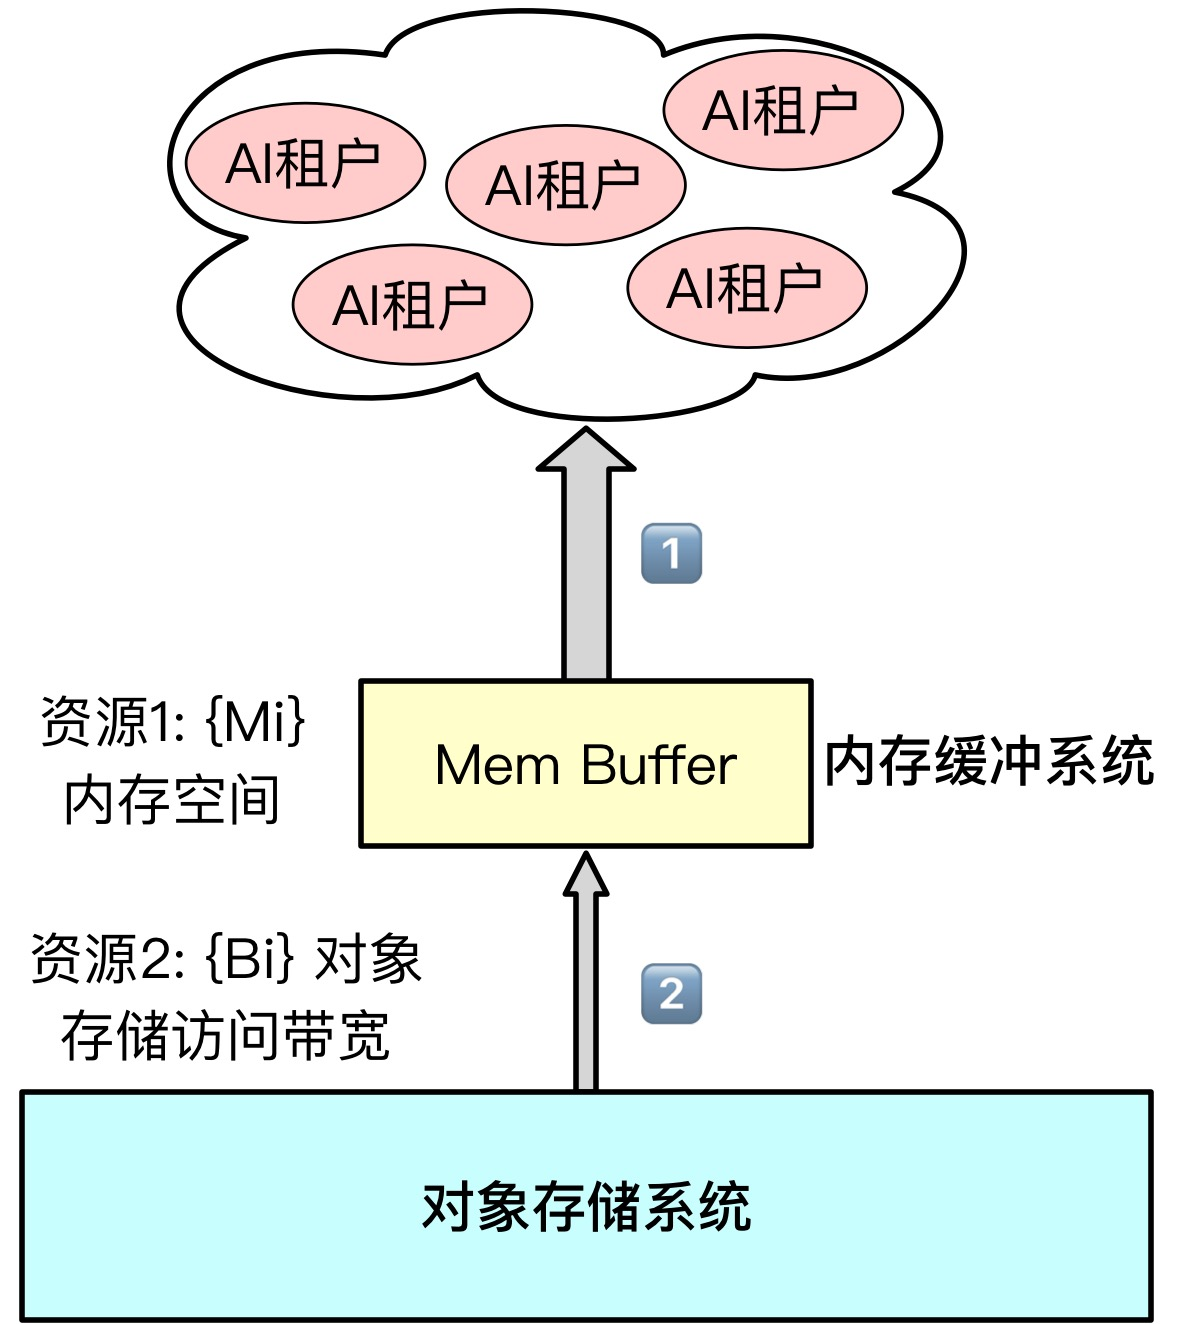 AI租户
AI租户
AI租户
AI租户
AI租户
1
资源1: {Mi}
内存空间
Mem Buffer
内存缓冲系统
资源2: {Bi} 对象
存储访问带宽
2
对象存储系统